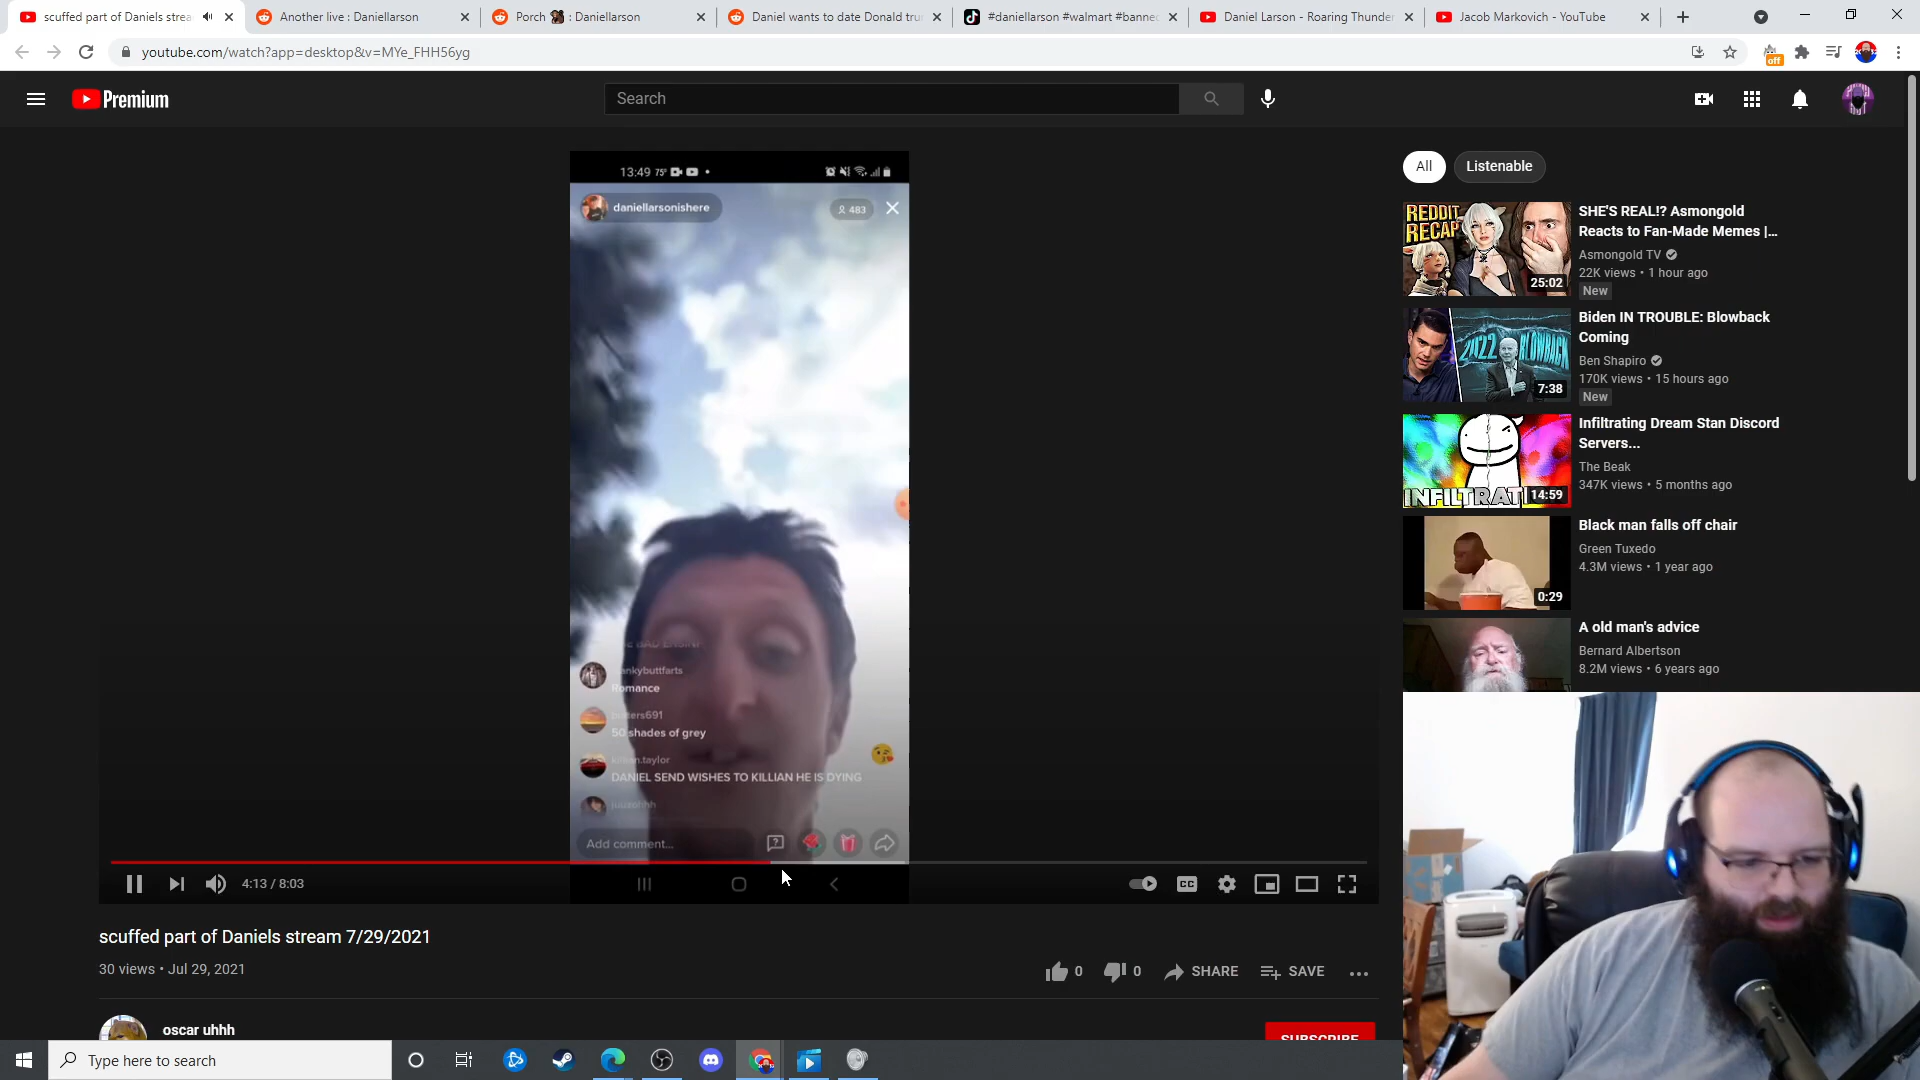 scuffed part of Daniels strea
Another live : Daniellarson
Porch : Daniellarson
Daniel wants to date Donald tru
#daniellarson #walmart #banned
Daniel Larson - Roaring Thunder
Jacob Markovich - YouTube
youtube.com/watch?app=desktop&v=MYe_FHH56yg
off
Premium
Search
13:49 75°
daniellarsonishere
483
Romance
50 shades of grey
DANIEL SEND WISHES TO KILLIAN HE IS DYING
Add comment...
4:13 / 8:03
CC
scuffed part of Daniels stream 7/29/2021
30 views • Jul 29, 2021
0
0
SHARE
SAVE
oscar uhhh
SUBSCRIBE
All
Listenable
REDDIT
RECAP
25:02
SHE'S REAL!? Asmongold
Reacts to Fan-Made Memes |...
Asmongold TV
22K views • 1 hour ago
New
2022 BLOWBACK
7:38
Biden IN TROUBLE: Blowback
Coming
Ben Shapiro
170K views • 15 hours ago
New
INFILTRATI
14:59
Infiltrating Dream Stan Discord
Servers...
The Beak
347K views • 5 months ago
0:29
Black man falls off chair
Green Tuxedo
4.3M views • 1 year ago
A old man's advice
Bernard Albertson
8.2M views • 6 years ago
Type here to search